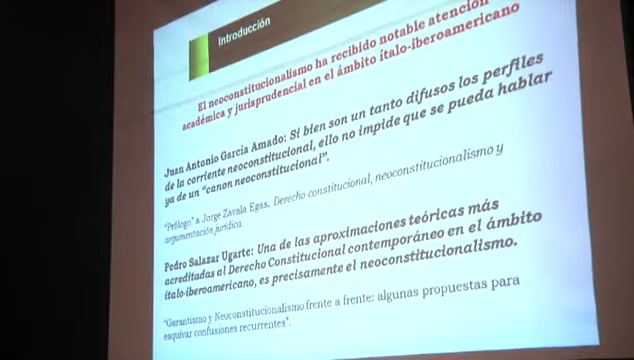 Introducción
El neoconstitucionalismo ha recibido notable atención
académica y jurisprudencial en el ámbito ítalo-iberoamericano
Juan Antonio García Amado: Si bien son un tanto difusos los perfiles
de la corriente neoconstitucional, ello no impide que se pueda hablar
ya de un "canon neoconstitucional".
"Prólogo" a Jorge Zavala Egas. Derecho constitucional, neoconstitucionalismo y
argumentación jurídica.
Pedro Salazar Ugarte: Una de las aproximaciones teóricas más
acreditadas al Derecho Constitucional contemporáneo en el ámbito
ítalo-iberoamericano, es precisamente el neoconstitucionalismo.
"Garantismo y Neoconstitucionalismo frente a frente: algunas propuestas para
esquivar confusiones recurrentes".